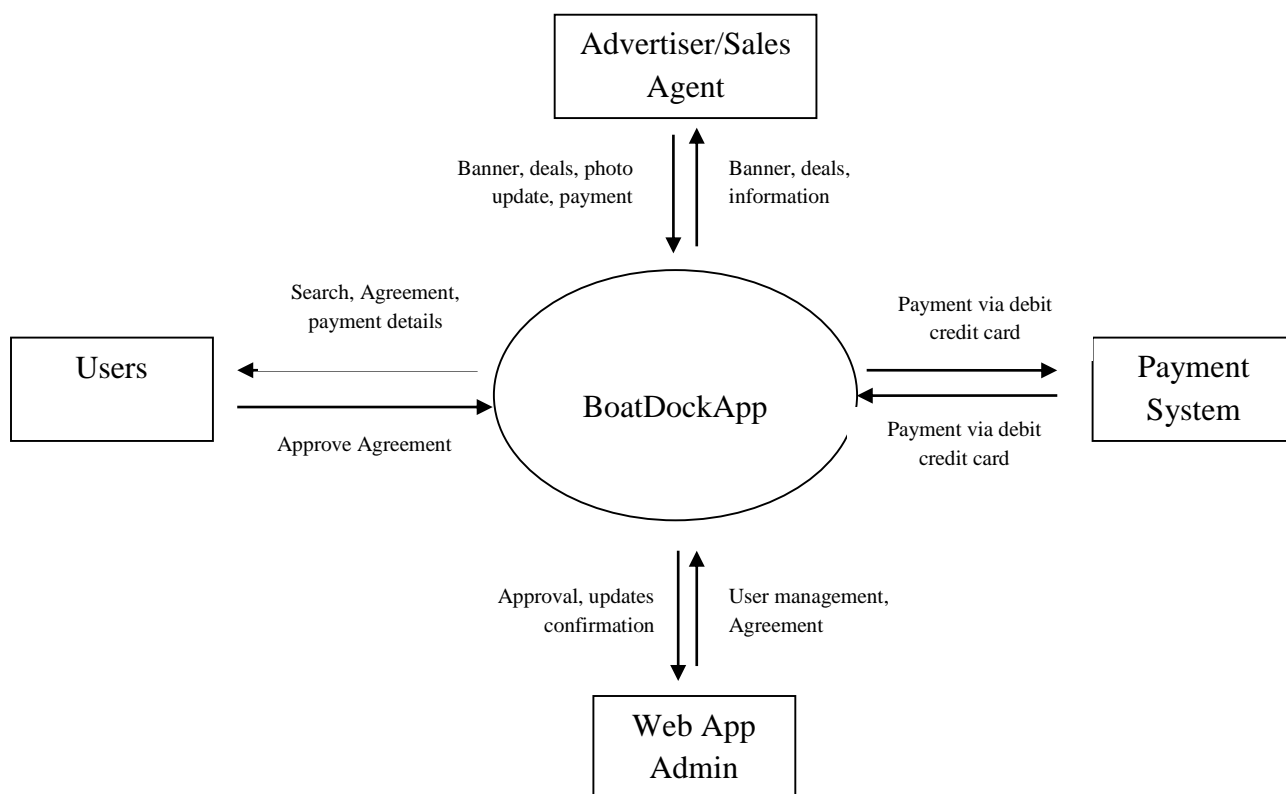 Advertiser/Sales
Agent
Banner, deals, photo
update, payment
Banner, deals,
information
Search, Agreement,
payment details
Payment via debit
credit card
Users
BoatDockApp
Payment
System
Approve Agreement
Payment via debit
credit card
Approval, updates
confirmation
User management,
Agreement
Web App
Admin